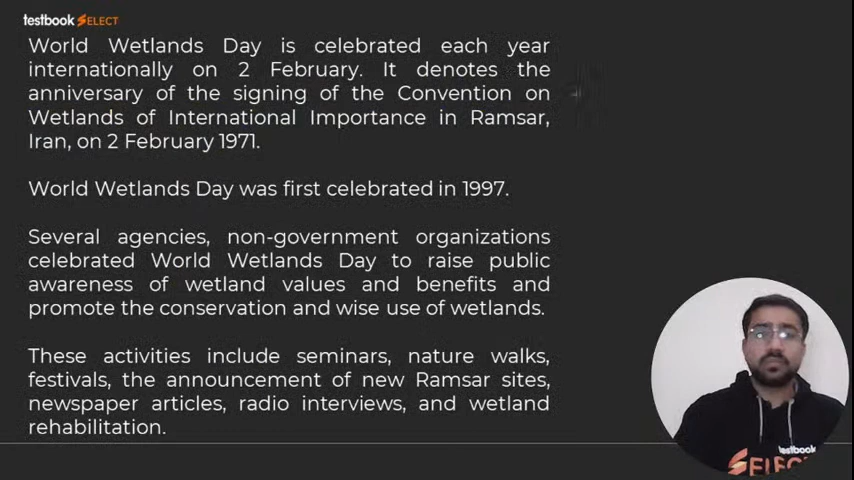 testbook SELECT
World Wetlands Day is celebrated each year
internationally on 2 February. It denotes the
anniversary of the signing of the Convention on
Wetlands of International Importance in Ramsar,
Iran, on 2 February 1971.
World Wetlands Day was first celebrated in 1997.
Several agencies, non-government organizations
celebrated World Wetlands Day to raise public
awareness of wetland values and benefits and
promote the conservation and wise use of wetlands.
These activities include seminars, nature walks,
festivals, the announcement of new Ramsar sites,
newspaper articles, radio interviews, and wetland
rehabilitation.
testbook
SELECT